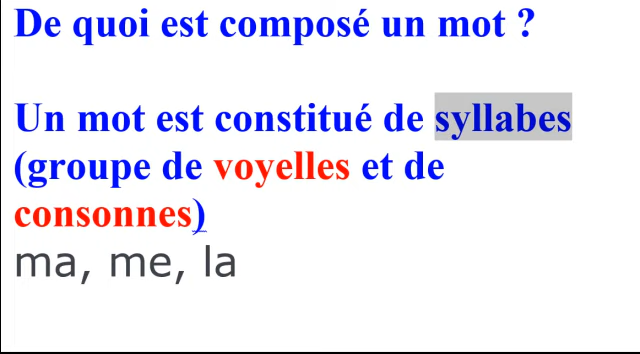 De quoi est composé un mot ?
Un mot est constitué de syllabes
(groupe de voyelles et de
consonnes)
ma, me, la